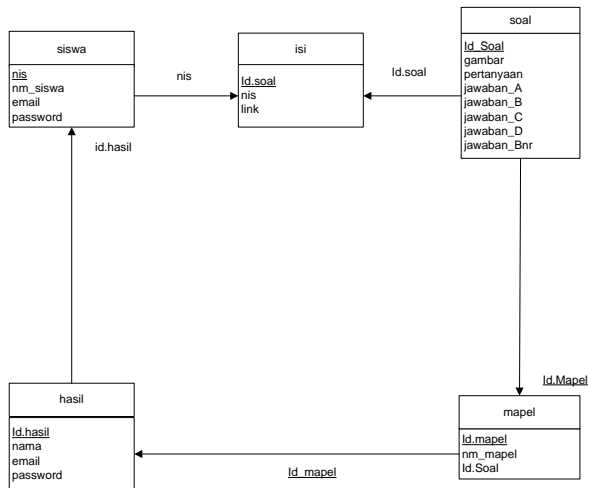 siswa
nis
nm_siswa
email
password
nis
isi
Id.soal
nis
link
Id.soal
soal
Id_Soal
gambar
pertanyaan
jawaban_A
jawaban_B
jawaban_C
jawaban_D
jawaban_Bnr
id.hasil
Id.Mapel
hasil
Id.hasil
nama
email
password
Id_mapel
mapel
Id.mapel
nm_mapel
Id.Soal